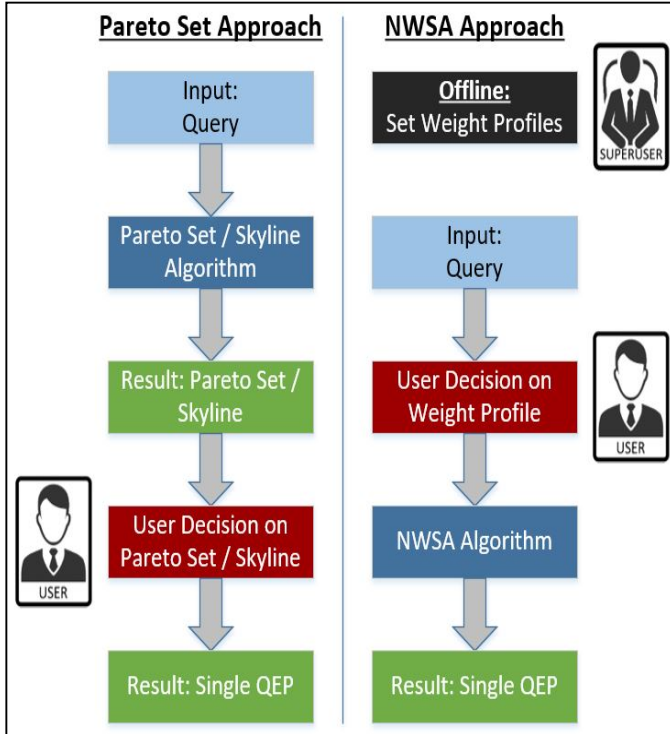 Pareto Set Approach
Input:
Query
Pareto Set / Skyline
Algorithm
Result: Pareto Set /
Skyline
User Decision on
Pareto Set / Skyline
USER
Result: Single QEP
NWSA Approach
Offline:
Set Weight Profiles
SUPERUSER
Input:
Query
User Decision on
Weight Profile
USER
NWSA Algorithm
Result: Single QEP